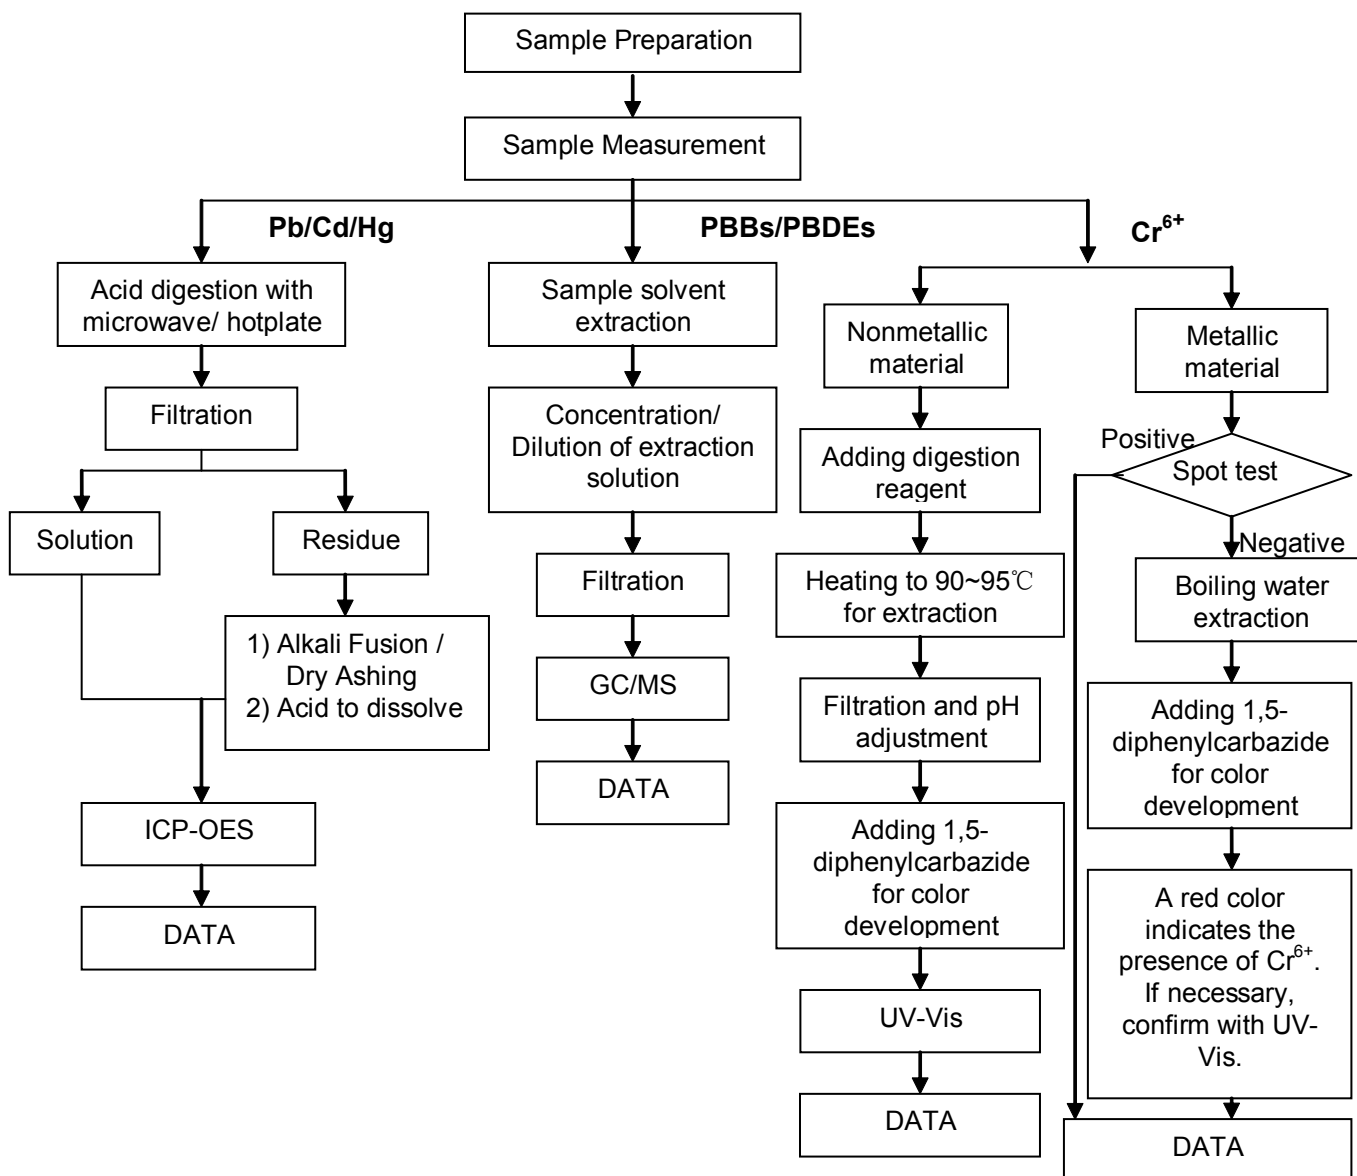 Sample Preparation
Sample Measurement
Pb/Cd/Hg
PBBs/PBDEs
Cr⁶⁺
Acid digestion with
microwave/ hotplate
Filtration
Solution
Residue
1) Alkali Fusion /
Dry Ashing
2) Acid to dissolve
ICP-OES
DATA
Sample solvent
extraction
Concentration/
Dilution of extraction
solution
Filtration
GC/MS
DATA
Nonmetallic
material
Adding digestion
reagent
Heating to 90~95℃
for extraction
Filtration and pH
adjustment
Adding 1,5-
diphenylcarbazide
for color
development
UV-Vis
DATA
Metallic
material
Positive
Spot test
Negative
Boiling water
extraction
Adding 1,5-
diphenylcarbazide
for color
development
A red color
indicates the
presence of Cr⁶⁺.
If necessary,
confirm with UV-
Vis.
DATA